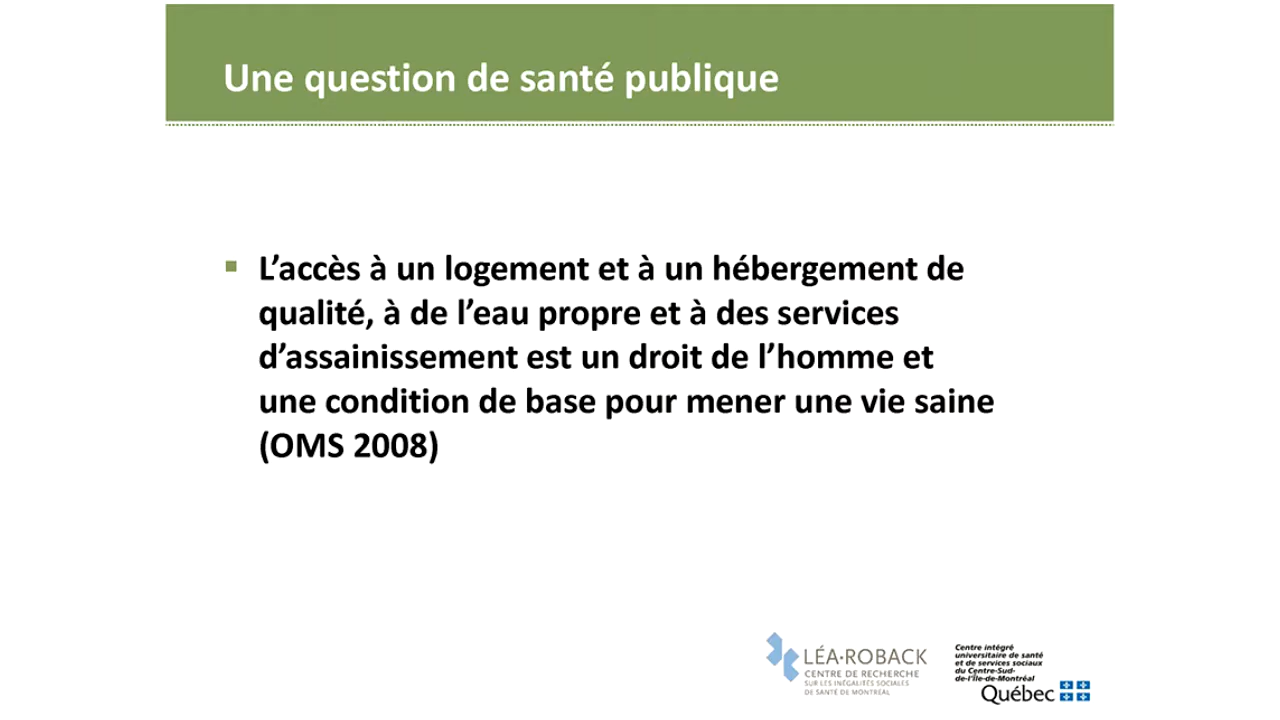 Une question de santé publique
L’accès à un logement et à un hébergement de
qualité, à de l’eau propre et à des services
d’assainissement est un droit de l’homme et
une condition de base pour mener une vie saine
(OMS 2008)
LÉA·ROBACK
CENTRE DE RECHERCHE
SUR LES INÉGALITÉS SOCIALES
DE SANTÉ DE MONTRÉAL
Centre intégré
universitaire de santé
et de services sociaux
du Centre-Sud-
de-l’Île-de-Montréal
Québec